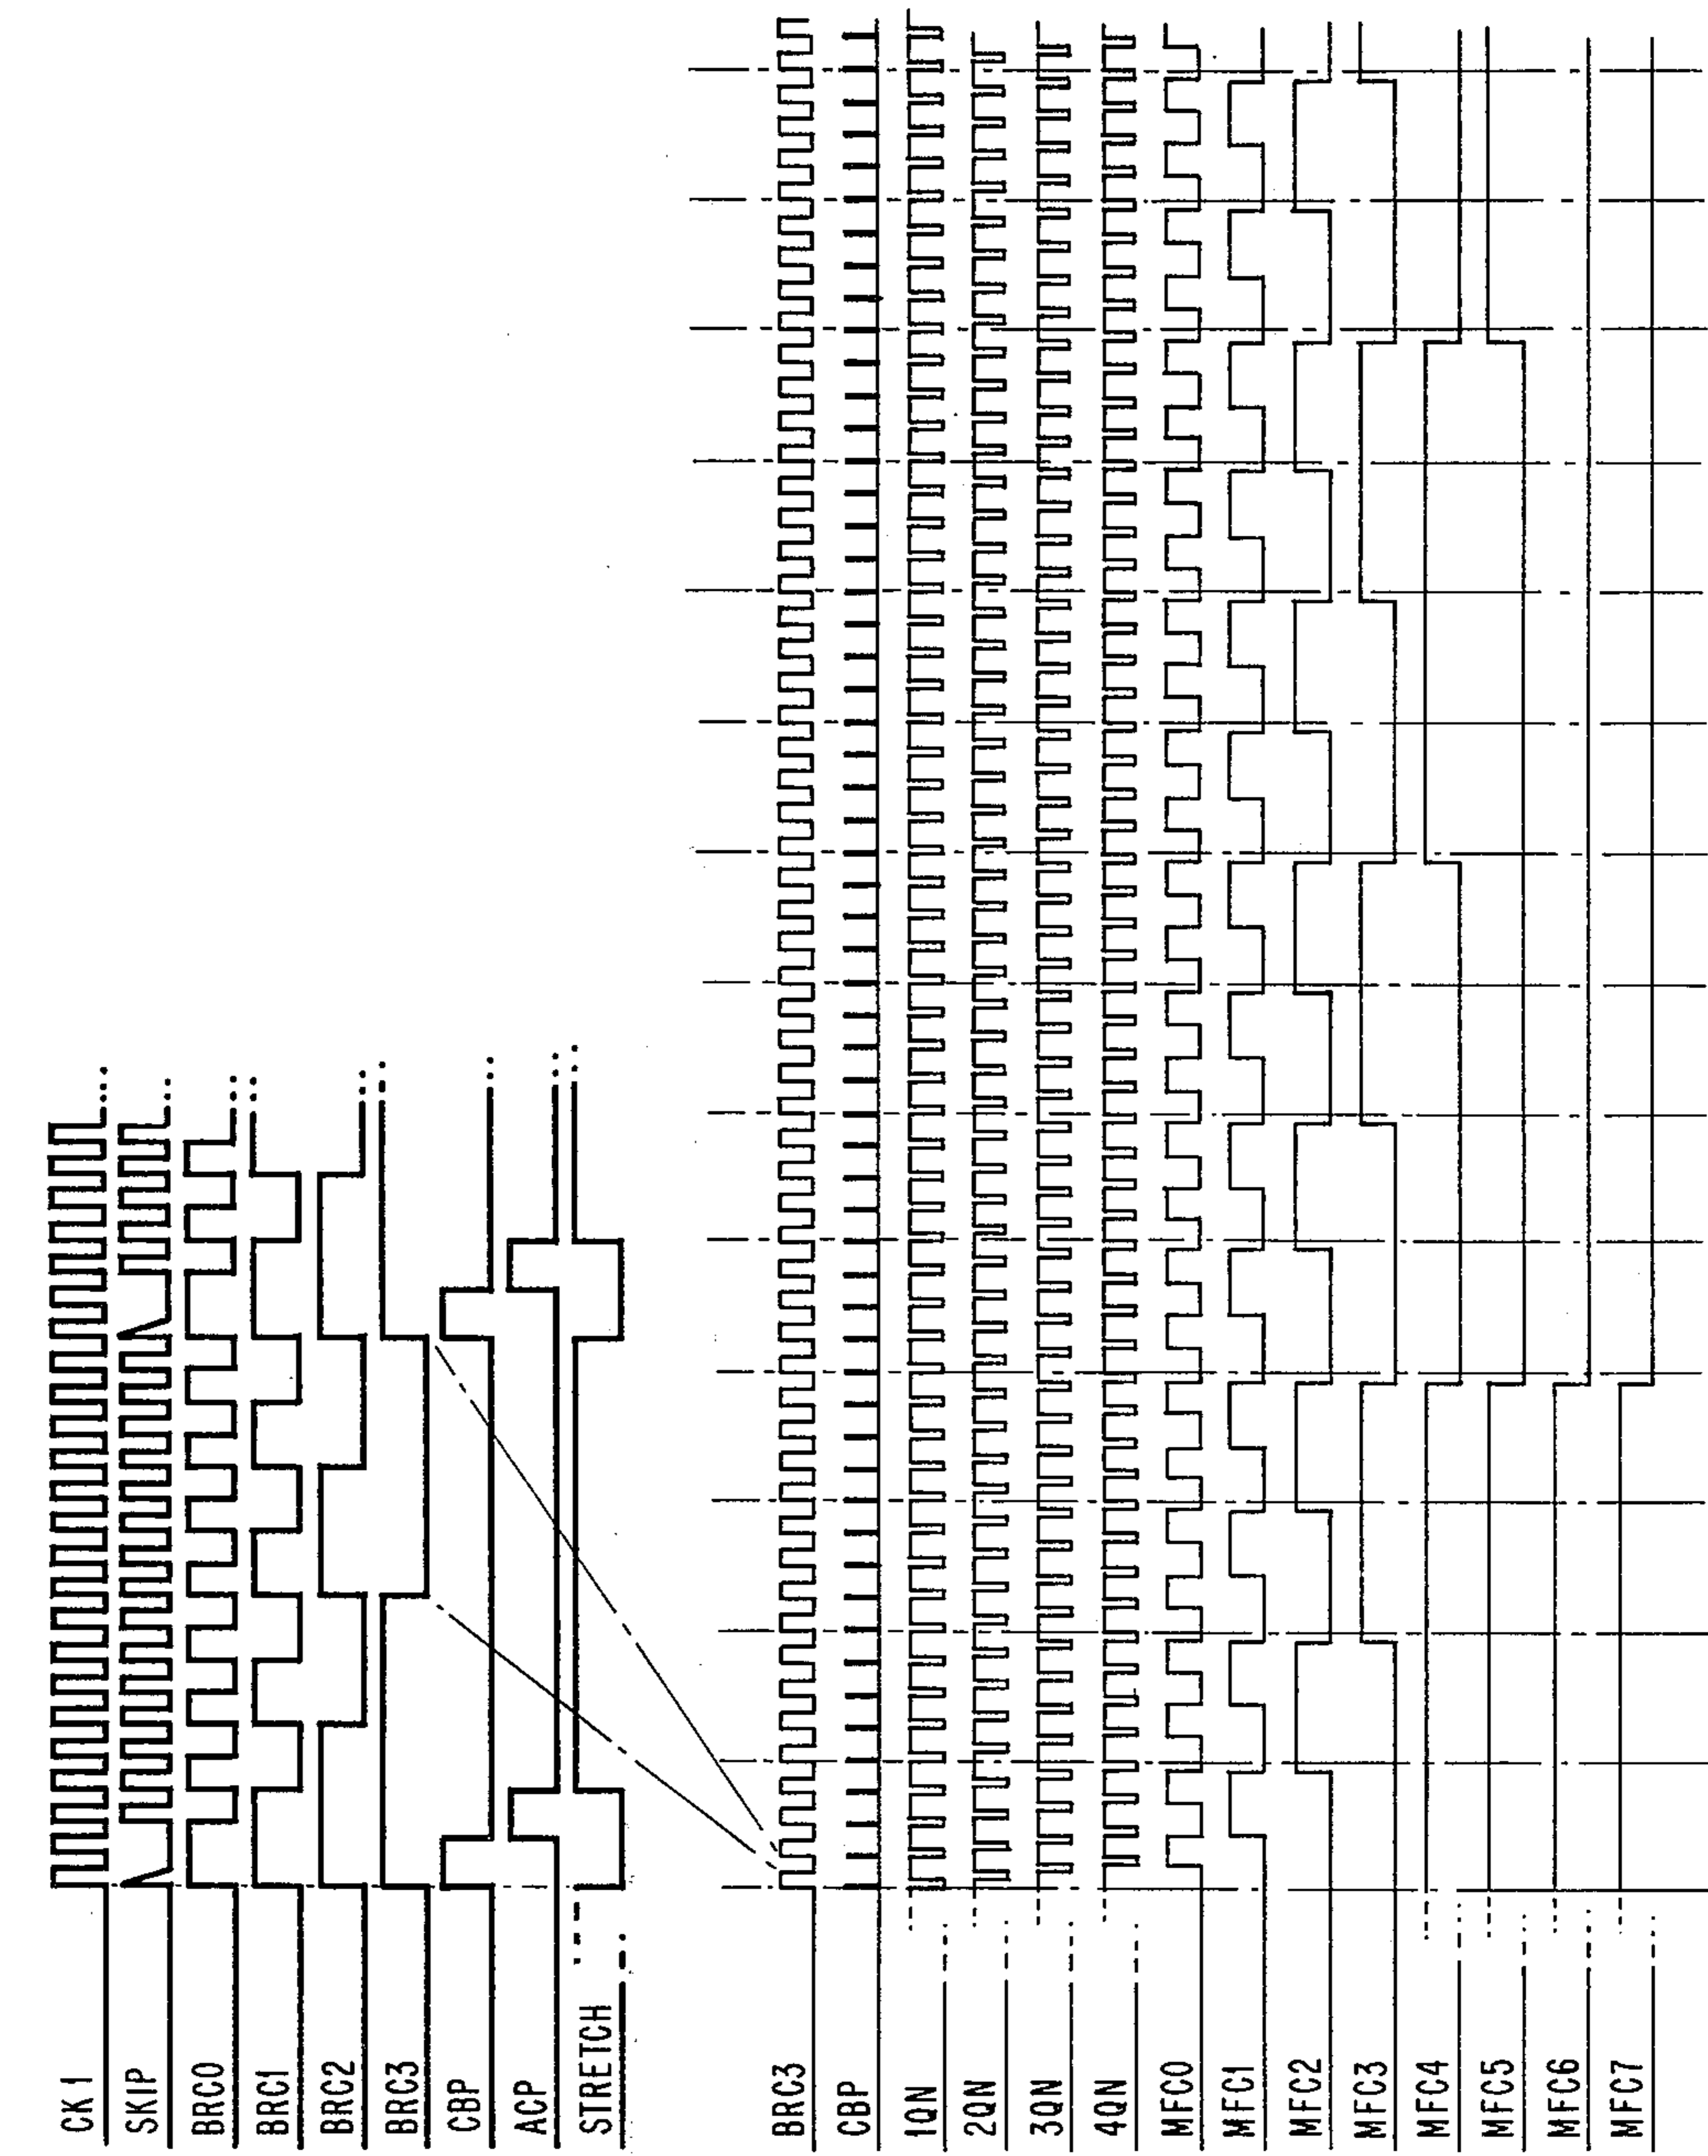 CK1
SKIP
BRC0
BRC1
BRC2
BRC3
CBP
ACP
STRETCH
BRC3
CBP
1QN
2QN
3QN
4QN
MFC0
MFC1
MFC2
MFC3
MFC4
MFC5
MFC6
MFC7